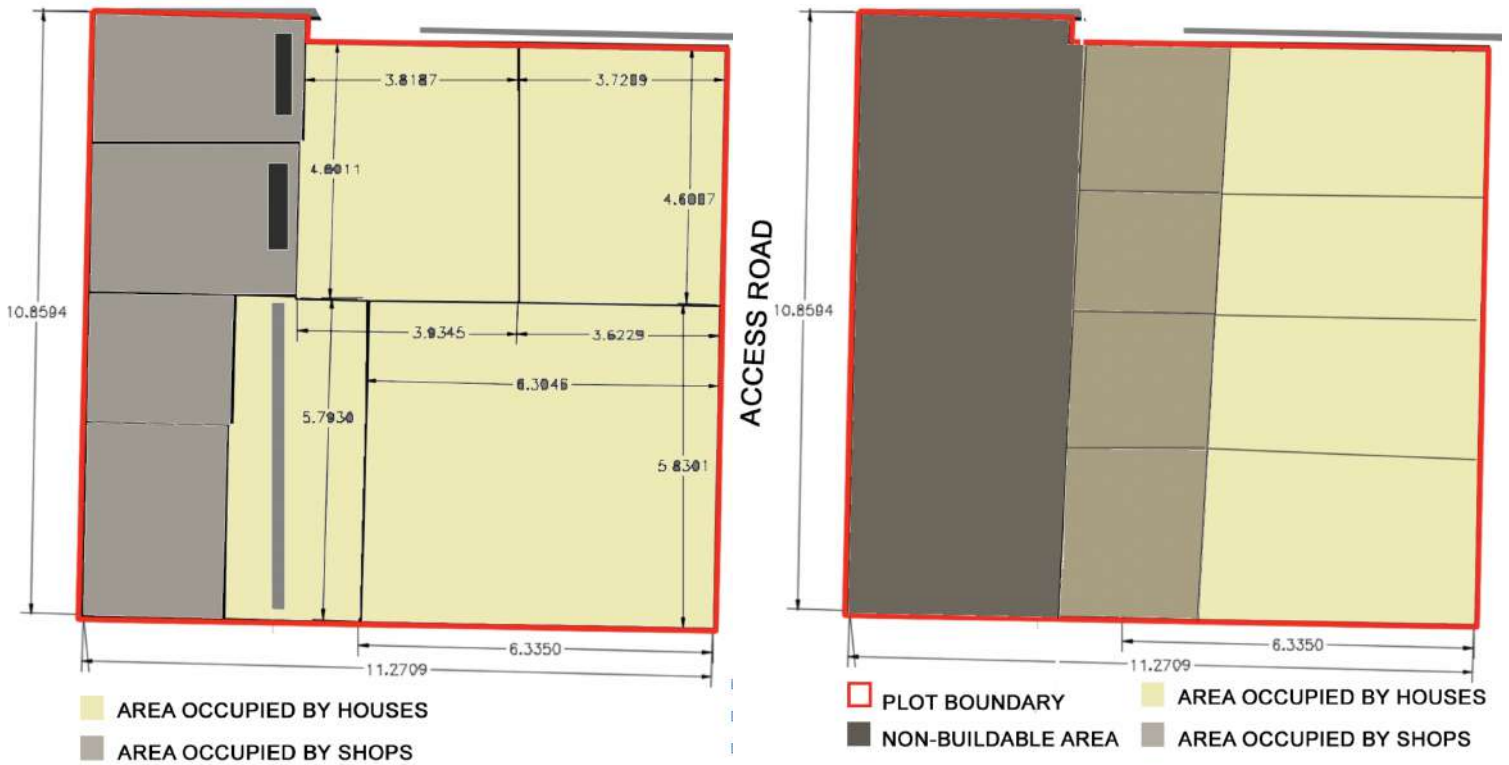 3.8187
3.7289
4.6011
4.6087
10.8594
3.9345
3.6229
6.3046
5.7930
5.8301
6.3350
11.2709
AREA OCCUPIED BY HOUSES
AREA OCCUPIED BY SHOPS
ACCESS ROAD
10.8594
6.3350
11.2709
PLOT BOUNDARY
AREA OCCUPIED BY HOUSES
NON-BUILDABLE AREA
AREA OCCUPIED BY SHOPS